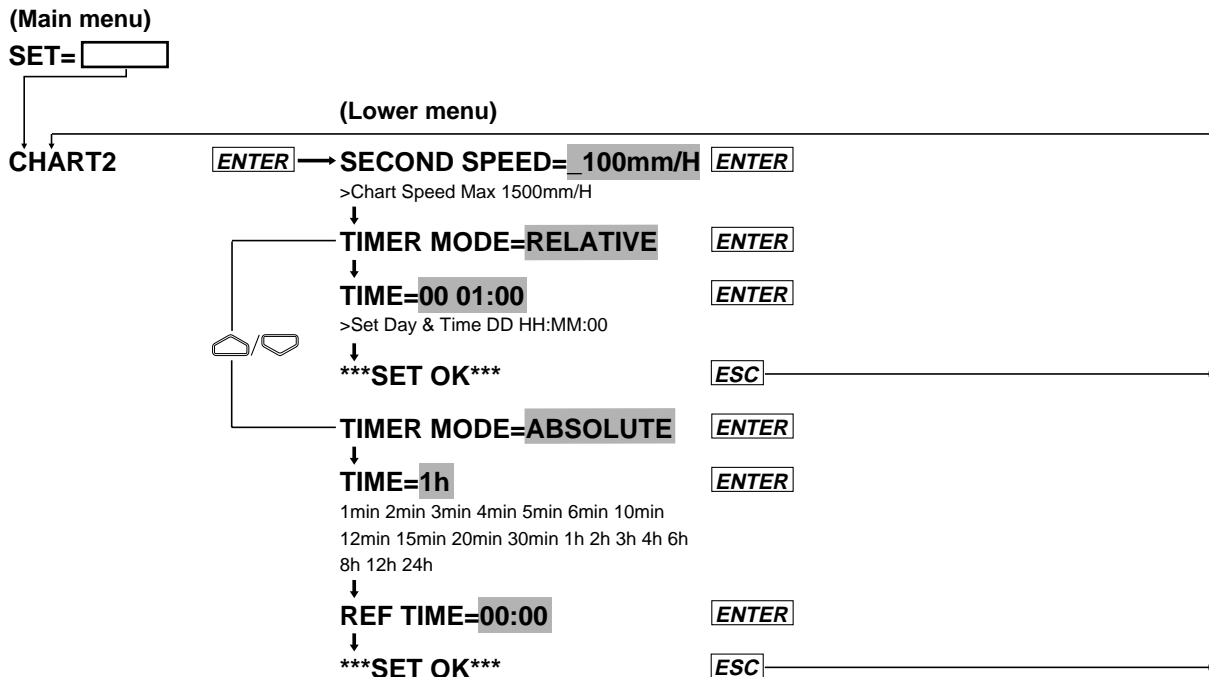 (Main menu)
SET=
(Lower menu)
CHART2 ENTER SECOND SPEED=_100mm/H ENTER
>Chart Speed Max 1500mm/H
TIMER MODE=RELATIVE ENTER
TIME=00 01:00 ENTER
>Set Day & Time DD HH:MM:00
/
***SET OK*** ESC
TIMER MODE=ABSOLUTE ENTER
TIME=1h ENTER
1min 2min 3min 4min 5min 6min 10min
12min 15min 20min 30min 1h 2h 3h 4h 6h
8h 12h 24h
REF TIME=00:00 ENTER
***SET OK*** ESC